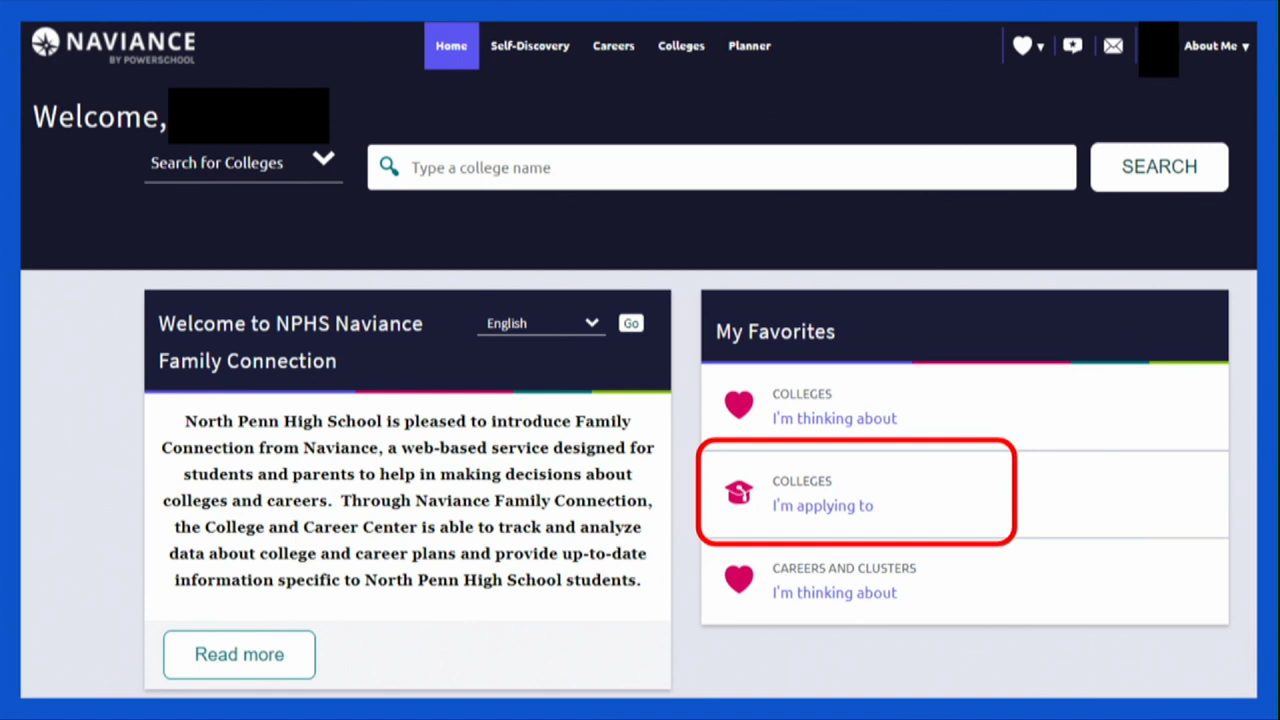 NAVIANCE
BY POWERSCHOOL
Home Self-Discovery Careers Colleges Planner
About Me
Welcome,
Search for Colleges
Type a college name
SEARCH
Welcome to NPHS Naviance
Family Connection
English
Go
North Penn High School is pleased to introduce Family
Connection from Naviance, a web-based service designed for
students and parents to help in making decisions about
colleges and careers. Through Naviance Family Connection,
the College and Career Center is able to track and analyze
data about college and career plans and provide up-to-date
information specific to North Penn High School students.
Read more
My Favorites
COLLEGES
I'm thinking about
COLLEGES
I'm applying to
CAREERS AND CLUSTERS
I'm thinking about